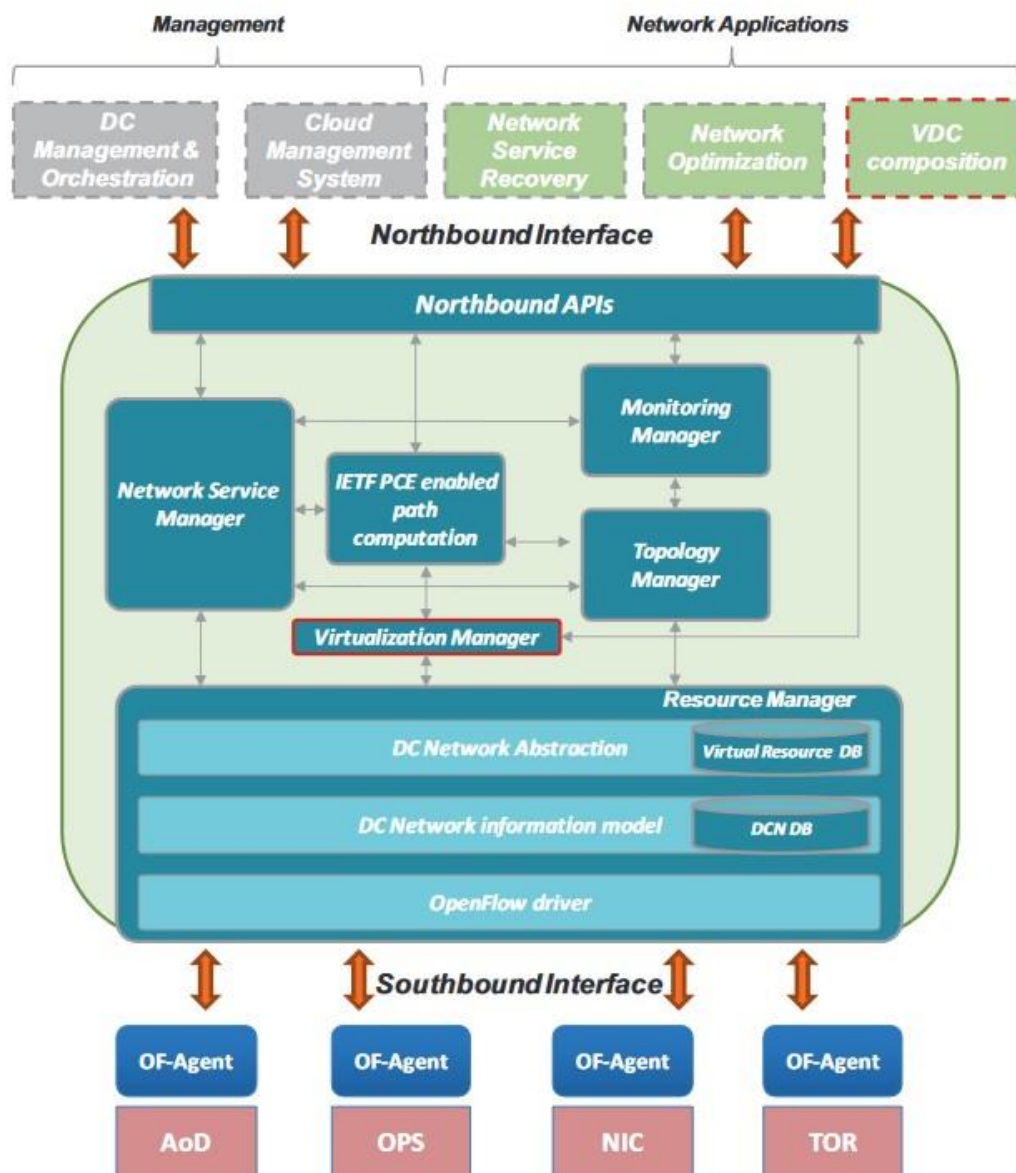 Management
Network Applications
DC
Management &
Orchestration
Cloud
Management
System
Network
Service
Recovery
Network
Optimization
VDC
composition
Northbound Interface
Northbound APIs
Monitoring
Manager
Network Service
Manager
IETF PCE enabled
path
computation
Topology
Manager
Virtualization Manager
Resource Manager
DC Network Abstraction
Virtual Resource DB
DC Network information model
DCN DB
OpenFlow driver
Southbound Interface
OF-Agent
OF-Agent
OF-Agent
OF-Agent
AoD
OPS
NIC
TOR